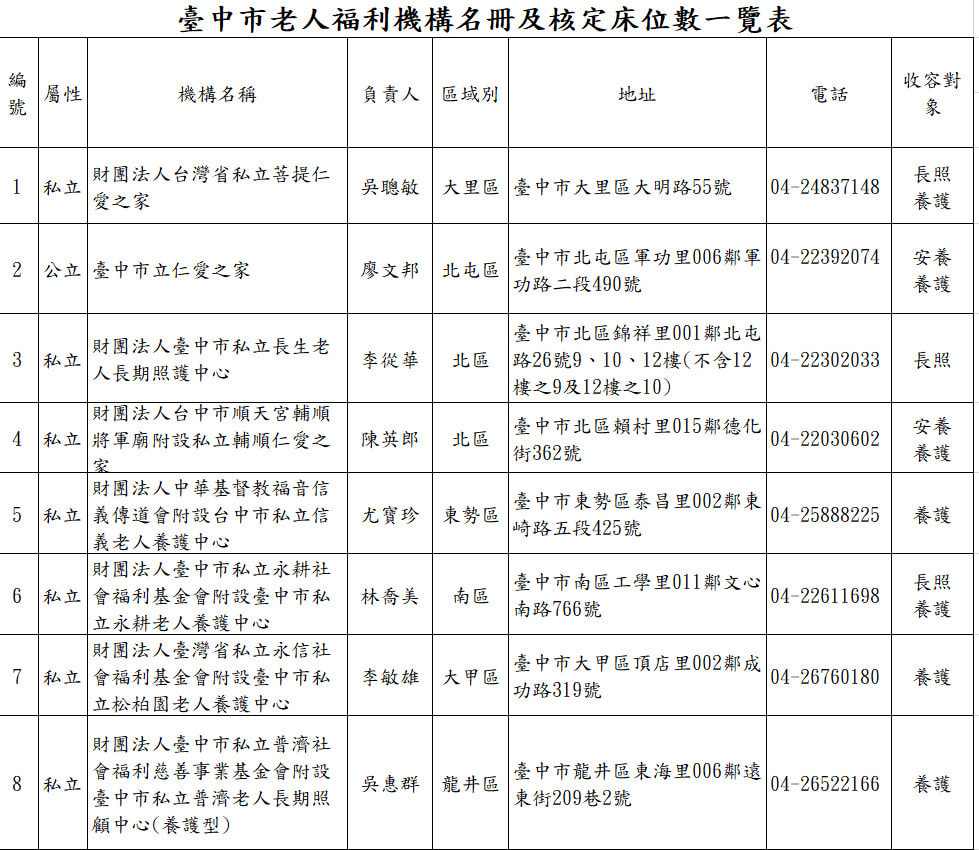 臺中市老人福利機構名冊及核定床位數一覽表
編號 屬性 機構名稱 負責人 區域別 地址 電話 收容對象
1 私立 財團法人台灣省私立菩提仁愛之家 吳聰敏 大里區 臺中市大里區大明路55號 04-24837148 長照 養護
2 公立 臺中市立仁愛之家 廖文邦 北屯區 臺中市北屯區軍功里006鄰軍功路二段490號 04-22392074 安養 養護
3 私立 財團法人臺中市私立長生老人長期照護中心 李從華 北區 臺中市北區錦祥里001鄰北屯路26號9、10、12樓(不含12樓之9及12樓之10) 04-22302033 長照
4 私立 財團法人台中市順天宮輔順將軍廟附設私立輔順仁愛之家 陳英郎 北區 臺中市北區賴村里015鄰德化街362號 04-22030602 安養 養護
5 私立 財團法人中華基督教福音信義傳道會附設台中市私立信義老人養護中心 尤寶珍 東勢區 臺中市東勢區泰昌里002鄰東崎路五段425號 04-25888225 養護
6 私立 財團法人臺中市私立永耕社會福利基金會附設臺中市私立永耕老人養護中心 林喬美 南區 臺中市南區工學里011鄰文心南路766號 04-22611698 長照 養護
7 私立 財團法人臺灣省私立永信社會福利基金會附設臺中市私立松柏園老人養護中心 李敏雄 大甲區 臺中市大甲區頂店里002鄰成功路319號 04-26760180 養護
8 私立 財團法人臺中市私立普濟社會福利慈善事業基金會附設臺中市私立普濟老人長期照顧中心(養護型) 吳惠群 龍井區 臺中市龍井區東海里006鄰遠東街209巷2號 04-26522166 養護